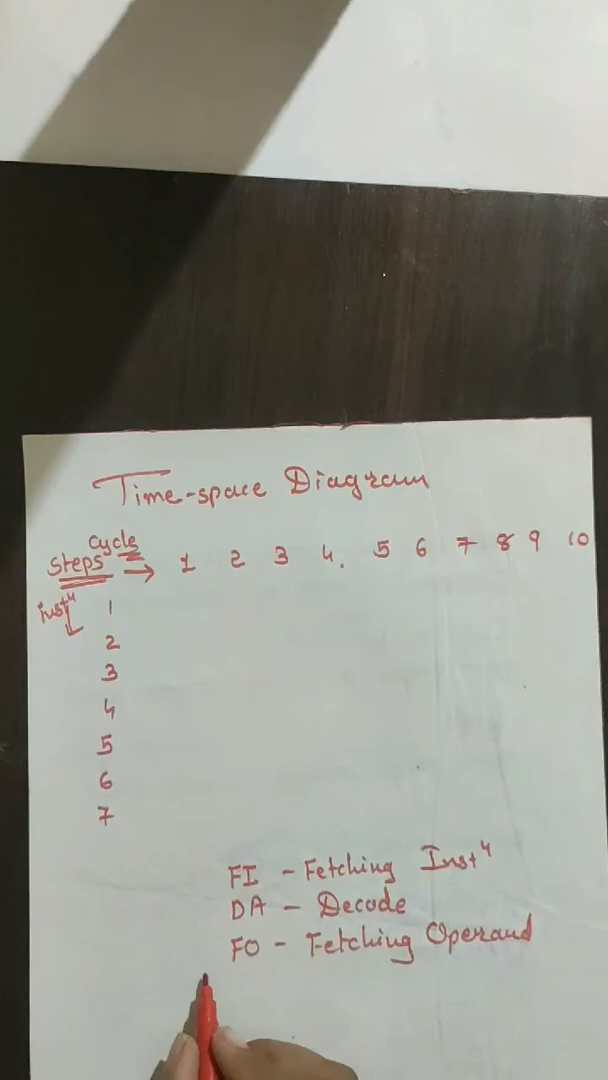 Time-space Diagram
Cycle
Steps → 1 2 3 4. 5 6 7 8 9 10
Instⁿ
1
2
3
4
5
6
7
FI - Fetching Instⁿ
DA - Decode
FO - Fetching Operand